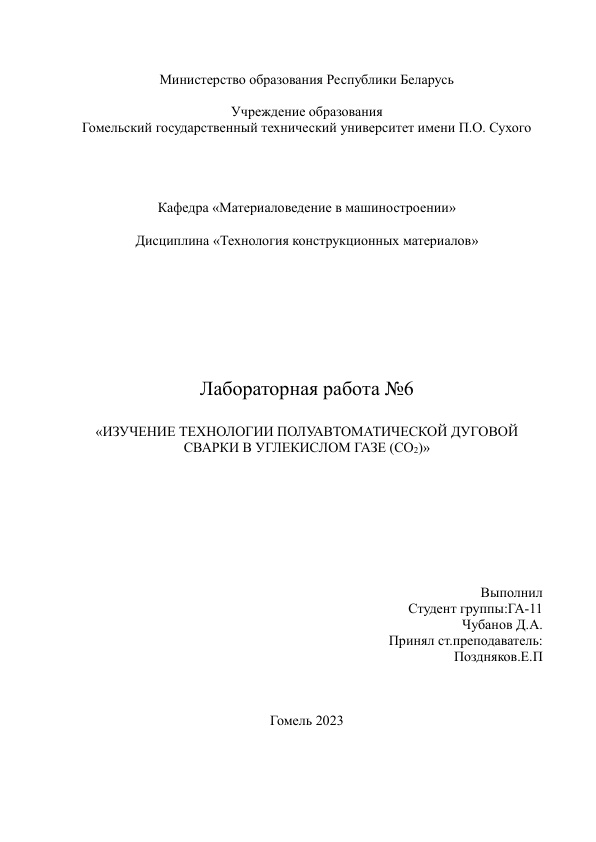 Министерство образования Республики Беларусь
Учреждение образования
Гомельский государственный технический университет имени П.О. Сухого
Кафедра «Материаловедение в машиностроении»
Дисциплина «Технология конструкционных материалов»
Лабораторная работа №6
«ИЗУЧЕНИЕ ТЕХНОЛОГИИ ПОЛУАВТОМАТИЧЕСКОЙ ДУГОВОЙ
СВАРКИ В УГЛЕКИСЛОМ ГАЗЕ (СО₂)»
Выполнил
Студент группы:ГА-11
Чубанов Д.А.
Принял ст.преподаватель:
Поздняков.Е.П
Гомель 2023